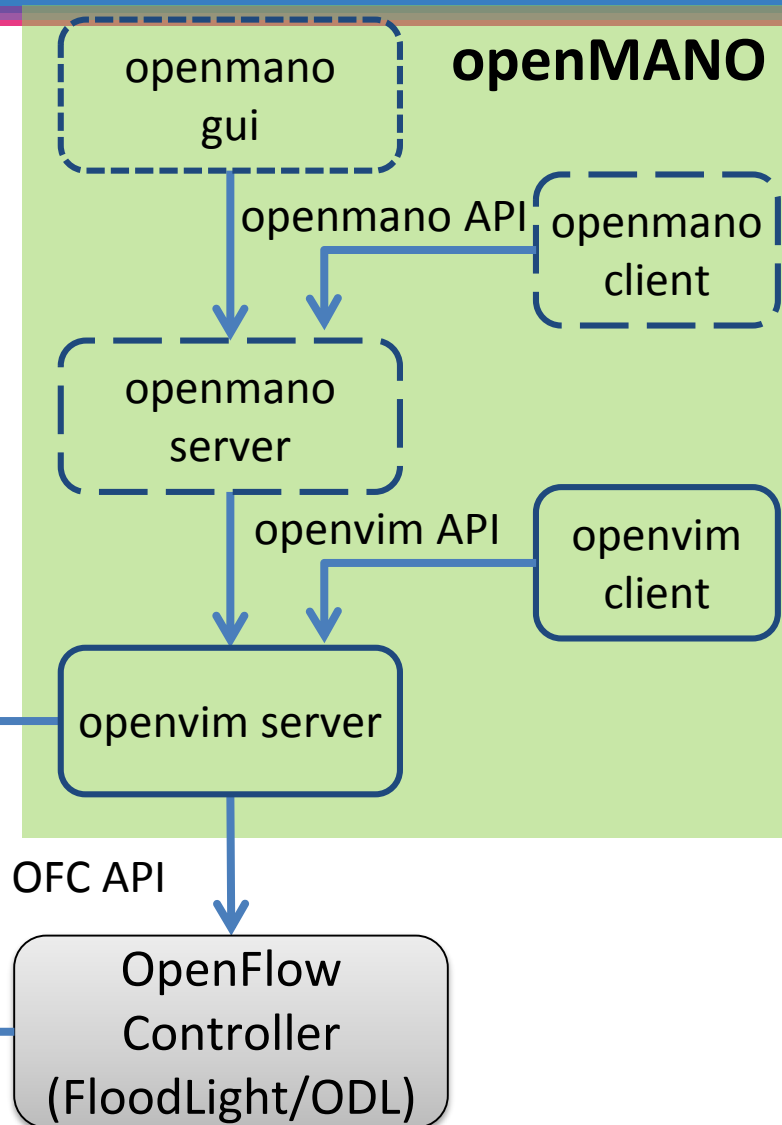 openMANO
openmano
gui
openmano API
openmano
client
openmano
server
openvim API
openvim
client
openvim server
OFC API
OpenFlow
Controller
(FloodLight/ODL)